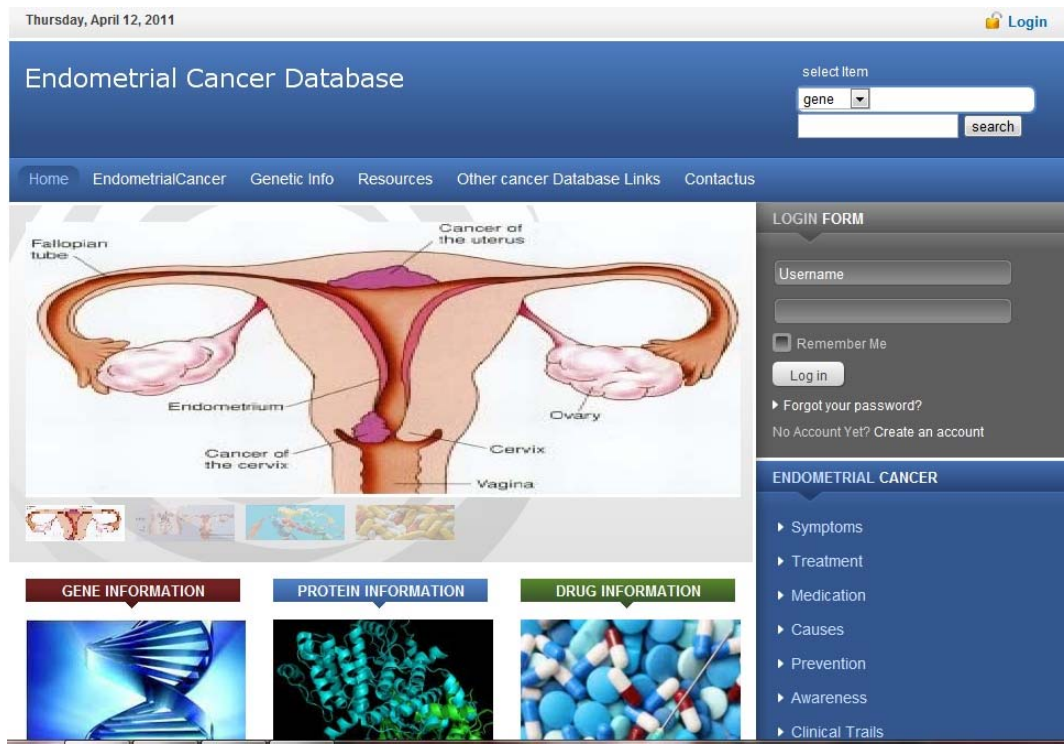 Thursday, April 12, 2011
Login
Endometrial Cancer Database
select Item
gene
search
Home EndometrialCancer Genetic Info Resources Other cancer Database Links Contactus
Fallopian
tube
Cancer of
the uterus
Endometrium
Ovary
Cancer of
the cervix
Cervix
Vagina
LOGIN FORM
Username
Remember Me
Log in
Forgot your password?
No Account Yet? Create an account
ENDOMETRIAL CANCER
Symptoms
Treatment
Medication
Causes
Prevention
Awareness
Clinical Trails
GENE INFORMATION
PROTEIN INFORMATION
DRUG INFORMATION